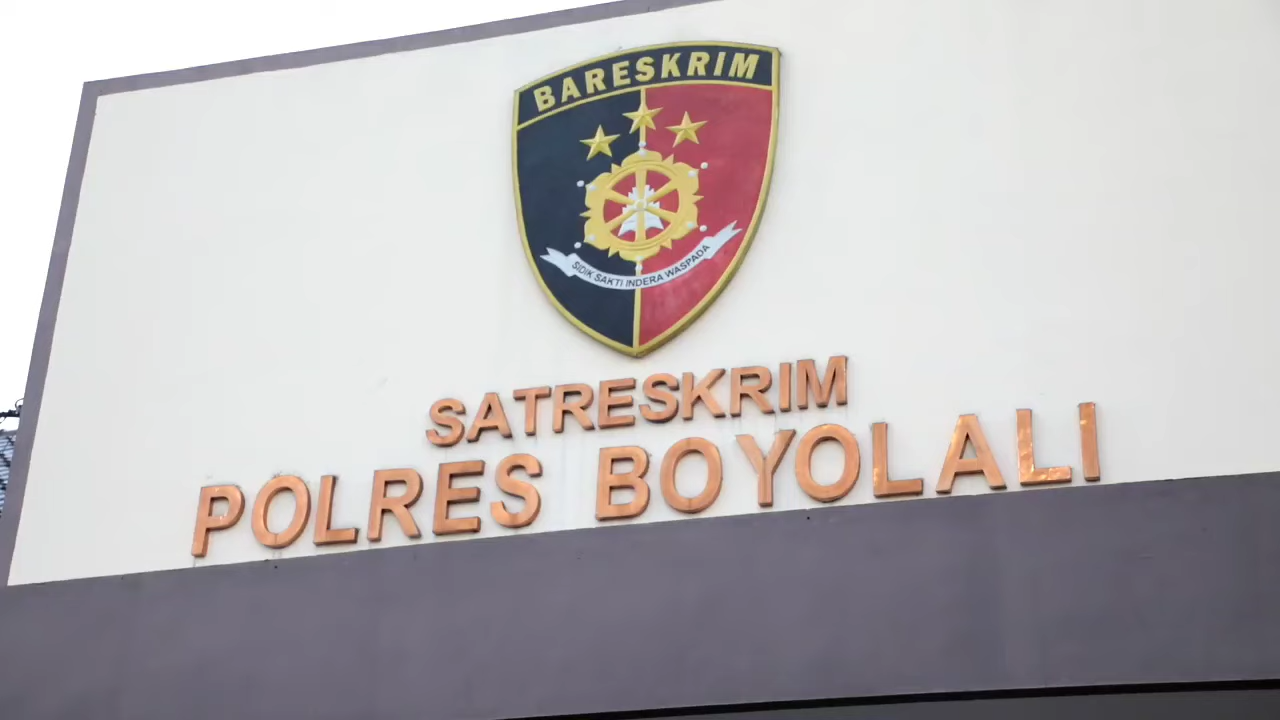 BARESKRIM
SIDIK SAKTI INDERA WASPADA
SATRESKRIM
POLRES BOYOLALI